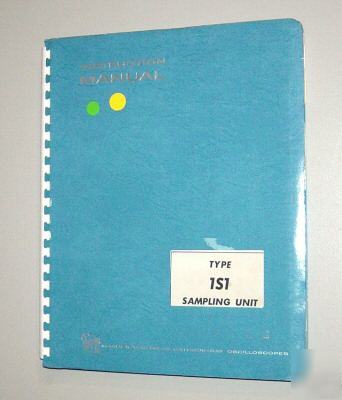 INSTRUCTION
MANUAL
TYPE
1S1
SAMPLING UNIT
OSCILLOSCOPES